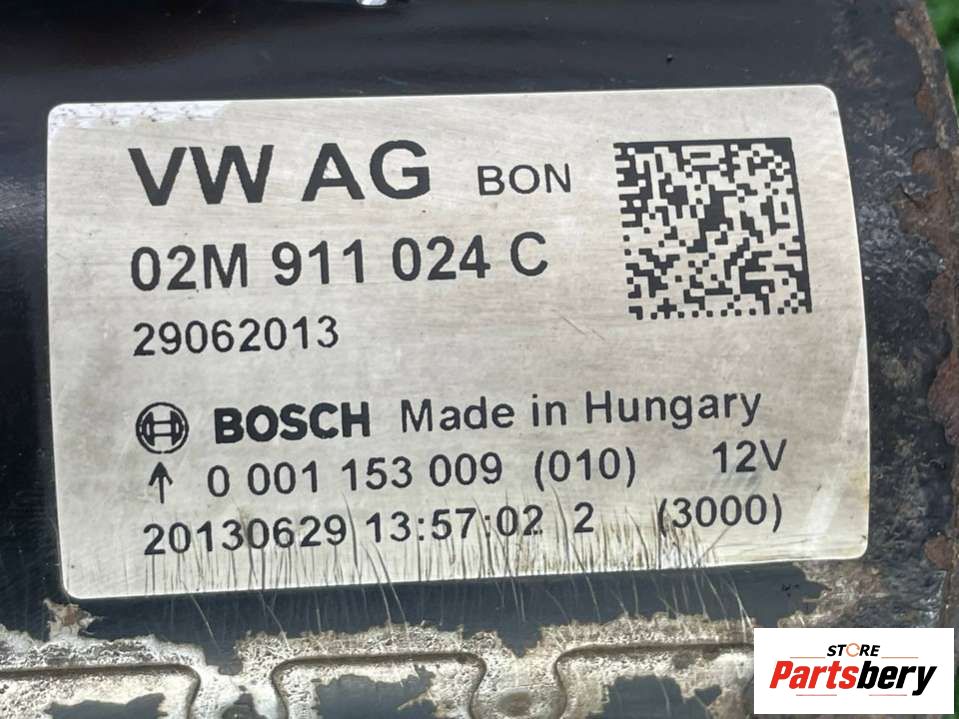 VW AG BON
02M 911 024 C
29062013
BOSCH Made in Hungary
↑ 0 001 153 009 (010) 12V
20130629 13:57:02 2 (3000)
STORE
Partsbery